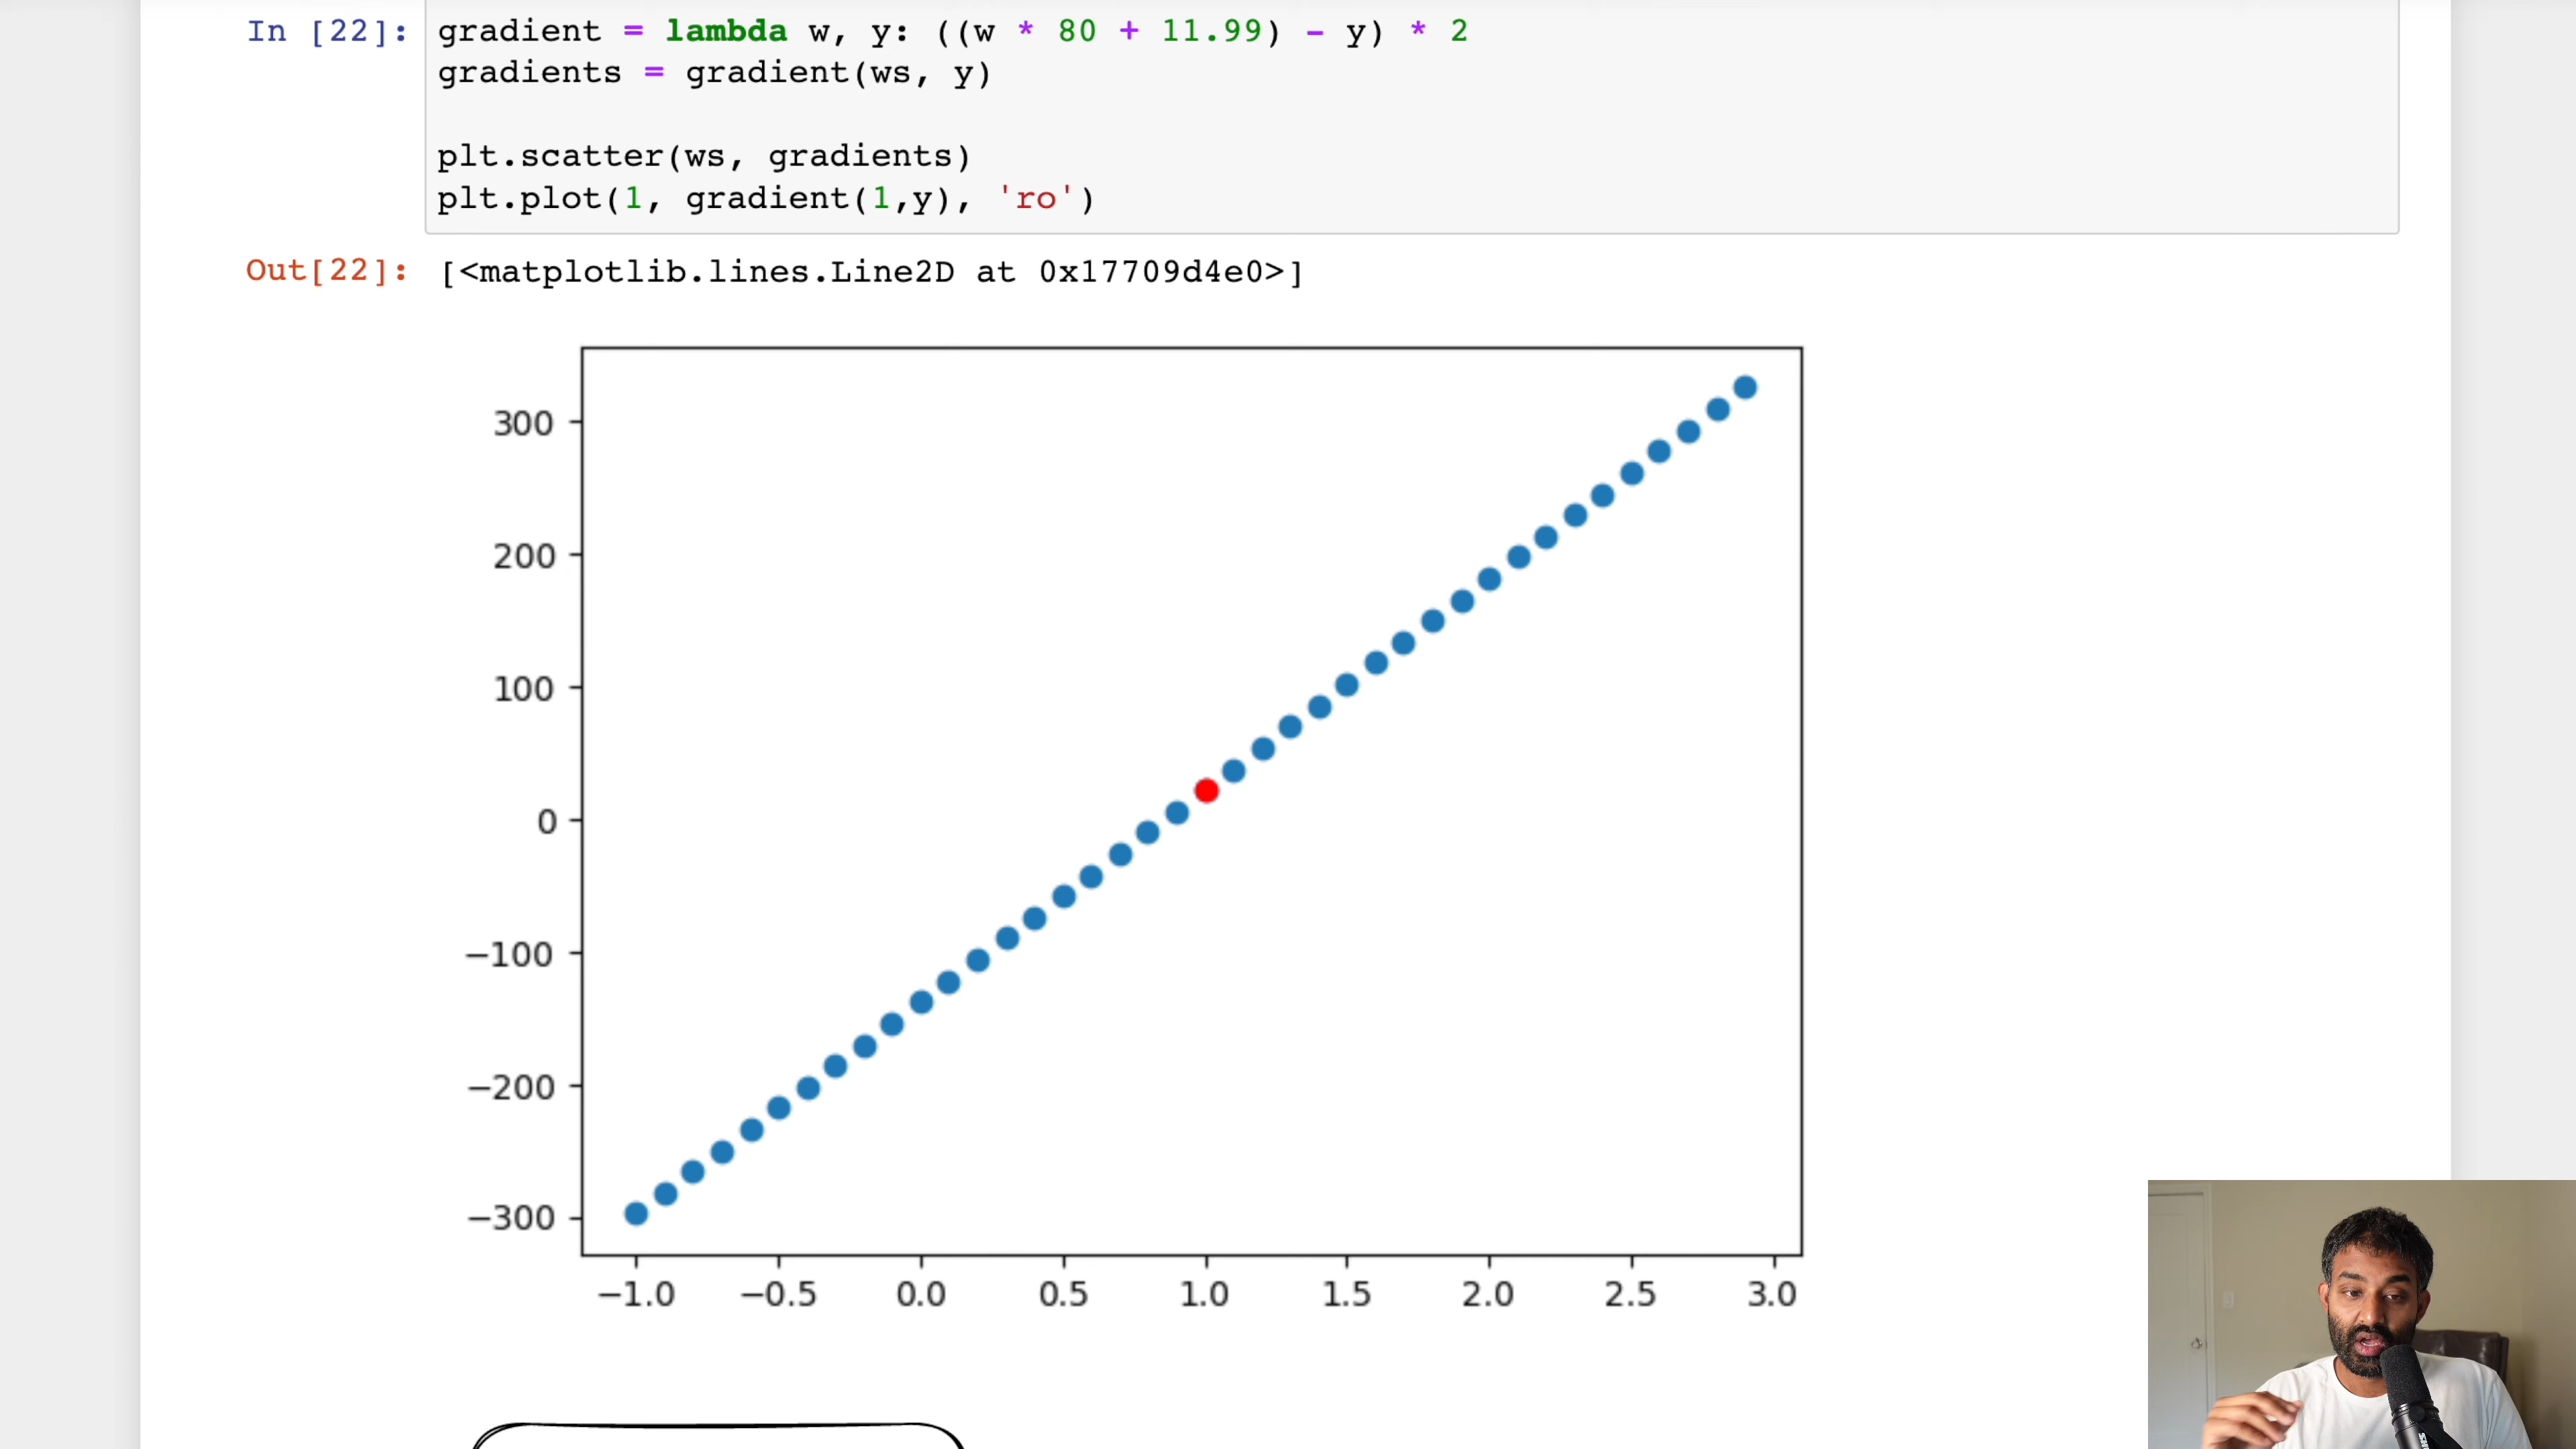 In [22]: gradient = lambda w, y: ((w * 80 + 11.99) - y) * 2
gradients = gradient(ws, y)
plt.scatter(ws, gradients)
plt.plot(1, gradient(1,y), 'ro')
Out[22]: [<matplotlib.lines.Line2D at 0x17709d4e0>]
300
200
100
0
−100
−200
−300
−1.0 −0.5 0.0 0.5 1.0 1.5 2.0 2.5 3.0